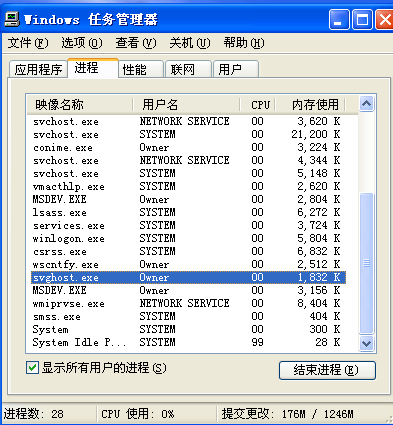 Windows 任务管理器
文件(F) 选项(O) 查看(V) 关机(U) 帮助(H)
应用程序 进程 性能 联网 用户
映像名称 用户名 CPU 内存使用
svchost.exe NETWORK SERVICE 00 3,620 K
svchost.exe SYSTEM 00 21,200 K
conime.exe Owner 00 3,224 K
svchost.exe NETWORK SERVICE 00 4,344 K
svchost.exe SYSTEM 00 5,148 K
vmacthlp.exe SYSTEM 00 2,620 K
MSDEV.EXE Owner 00 2,804 K
lsass.exe SYSTEM 00 6,272 K
services.exe SYSTEM 00 3,724 K
winlogon.exe SYSTEM 00 5,804 K
csrss.exe SYSTEM 00 6,832 K
wscntfy.exe Owner 00 2,512 K
svghost.exe Owner 00 1,832 K
MSDEV.EXE Owner 00 3,156 K
wmiprvse.exe NETWORK SERVICE 00 8,404 K
smss.exe SYSTEM 00 404 K
System SYSTEM 00 300 K
System Idle P... SYSTEM 99 28 K
显示所有用户的进程(S) 结束进程(E)
进程数: 28 CPU 使用: 0% 提交更改: 176M / 1246M